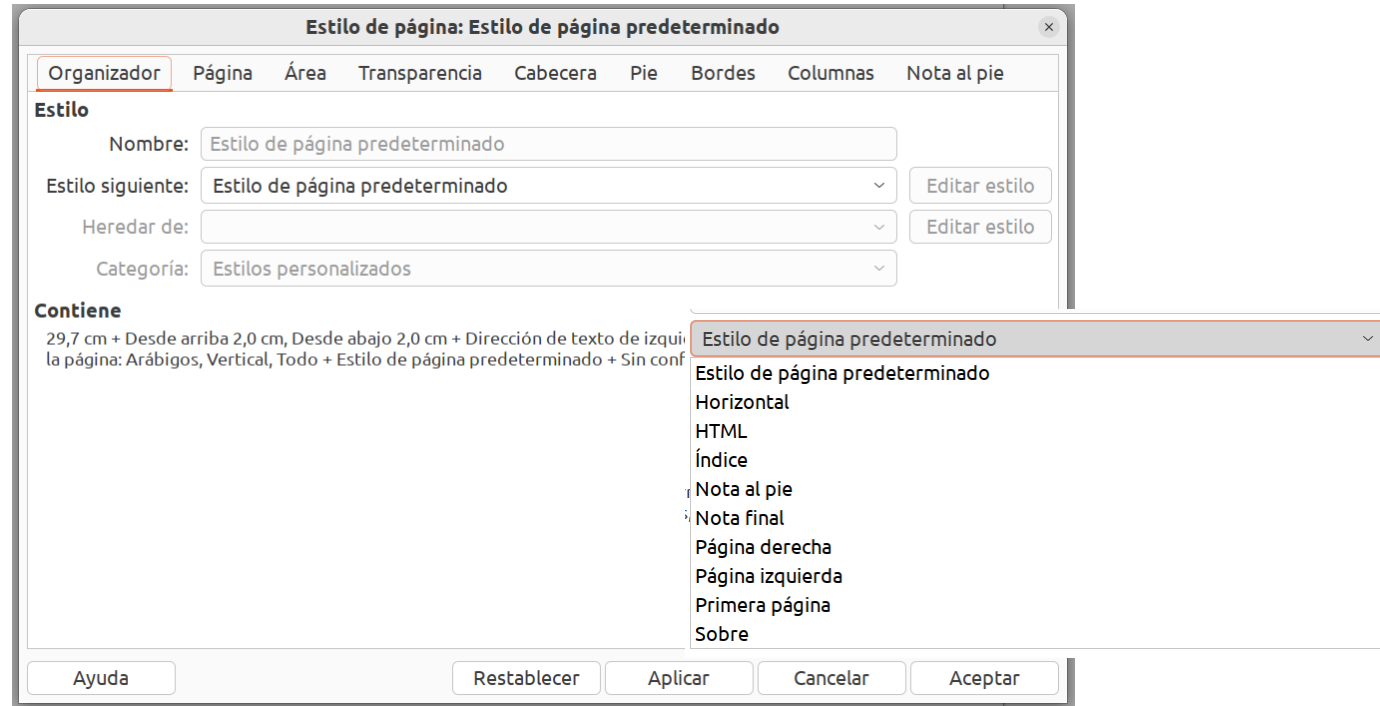 Estilo de página: Estilo de página predeterminado
Organizador Página Área Transparencia Cabecera Pie Bordes Columnas Nota al pie
Estilo
Nombre: Estilo de página predeterminado
Estilo siguiente: Estilo de página predeterminado Editar estilo
Heredar de: Editar estilo
Categoría: Estilos personalizados
Contiene
29,7 cm + Desde arriba 2,0 cm, Desde abajo 2,0 cm + Dirección de texto de
la página: Arábigos, Vertical, Todo + Estilo de página predeterminado + Sin
Estilo de página predeterminado
Estilo de página predeterminado
Horizontal
HTML
Índice
Nota al pie
Nota final
Página derecha
Página izquierda
Primera página
Sobre
Ayuda Restablecer Aplicar Cancelar Aceptar